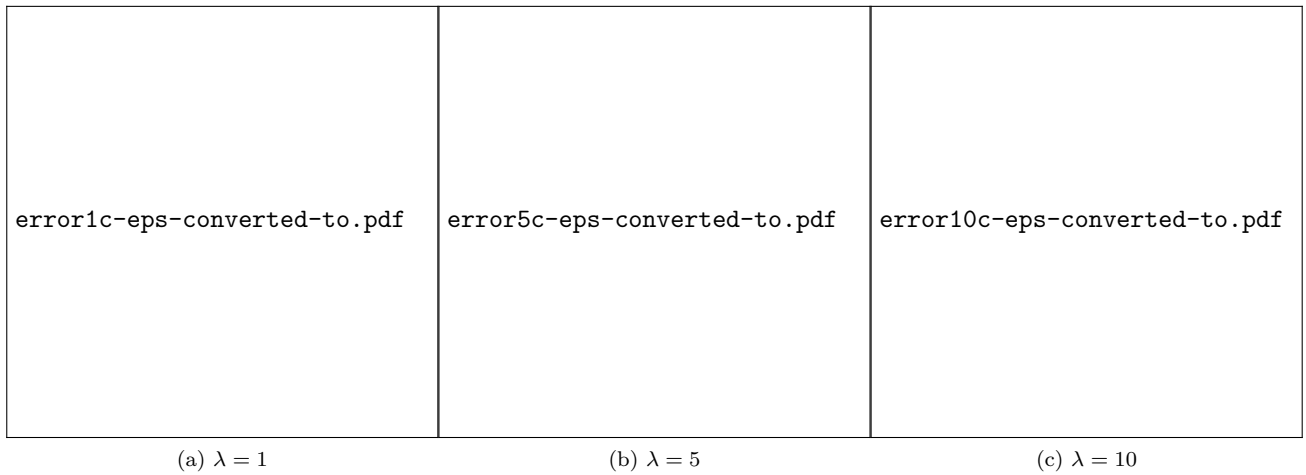 error1c-eps-converted-to.pdf error5c-eps-converted-to.pdf error10c-eps-converted-to.pdf
(a) λ = 1 (b) λ = 5 (c) λ = 10